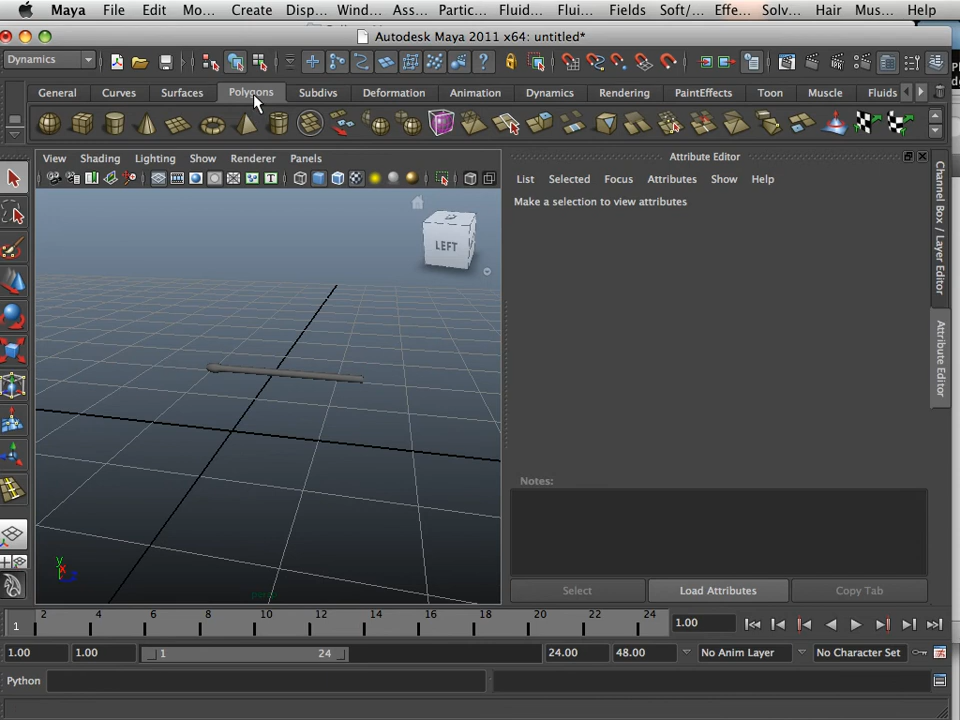 Maya File Edit Mo... Create Disp... Wind... Ass... Partic... Fluid... Flui... Fields Soft/... Effe... Solv... Hair Mus... Help
Autodesk Maya 2011 x64: untitled*
Dynamics
General Curves Surfaces Polygons Subdivs Deformation Animation Dynamics Rendering PaintEffects Toon Muscle Fluids
View Shading Lighting Show Renderer Panels
Attribute Editor
List Selected Focus Attributes Show Help
Make a selection to view attributes
LEFT
Channel Box / Layer Editor
Attribute Editor
Notes:
y
x
persp
Select Load Attributes Copy Tab
1 2 4 6 8 10 12 14 16 18 20 22 24 1.00
1.00 1.00 1 24 24.00 48.00 No Anim Layer No Character Set
Python